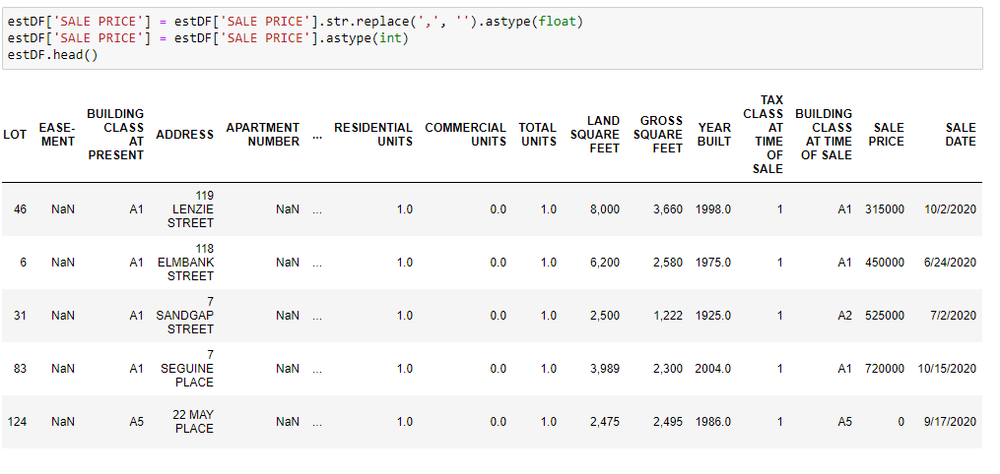 estDF['SALE PRICE'] = estDF['SALE PRICE'].str.replace(',', '').astype(float)
estDF['SALE PRICE'] = estDF['SALE PRICE'].astype(int)
estDF.head()
LOT EASE-MENT BUILDING CLASS AT PRESENT ADDRESS APARTMENT NUMBER ... RESIDENTIAL UNITS COMMERCIAL UNITS TOTAL UNITS LAND SQUARE FEET GROSS SQUARE FEET YEAR BUILT TAX CLASS AT TIME OF SALE BUILDING CLASS AT TIME OF SALE SALE PRICE SALE DATE
46 NaN A1 119 LENZIE STREET NaN ... 1.0 0.0 1.0 8,000 3,660 1998.0 1 A1 315000 10/2/2020
6 NaN A1 118 ELMBANK STREET NaN ... 1.0 0.0 1.0 6,200 2,580 1975.0 1 A1 450000 6/24/2020
31 NaN A1 7 SANDGAP STREET NaN ... 1.0 0.0 1.0 2,500 1,222 1925.0 1 A2 525000 7/2/2020
83 NaN A1 7 SEGUINE PLACE NaN ... 1.0 0.0 1.0 3,989 2,300 2004.0 1 A1 720000 10/15/2020
124 NaN A5 22 MAY PLACE NaN ... 1.0 0.0 1.0 2,475 2,495 1986.0 1 A5 0 9/17/2020